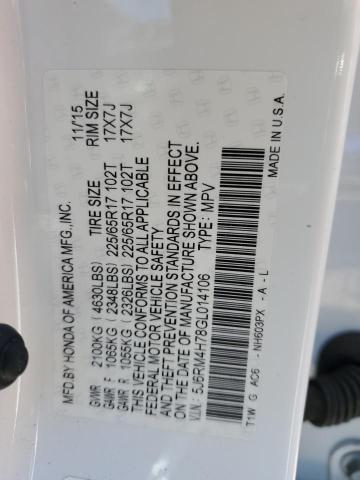 MFD.BY HONDA OF AMERICA MFG.,INC. 11/15
TIRE SIZE RIM SIZE
GVWR 2100KG (4630LBS)
GAWR F 1065KG (2348LBS) 225/65R17 102T 17X7J
GAWR R 1055KG (2326LBS) 225/65R17 102T 17X7J
THIS VEHICLE CONFORMS TO ALL APPLICABLE
FEDERAL MOTOR VEHICLE SAFETY AND
THEFT PREVENTION STANDARDS IN EFFECT
ON THE DATE OF MANUFACTURE SHOWN ABOVE.
V.I.N.: 5J6RM4H78GL014106 TYPE: MPV
T1W G AC6 - NH603PX - A - L
MADE IN U.S.A.